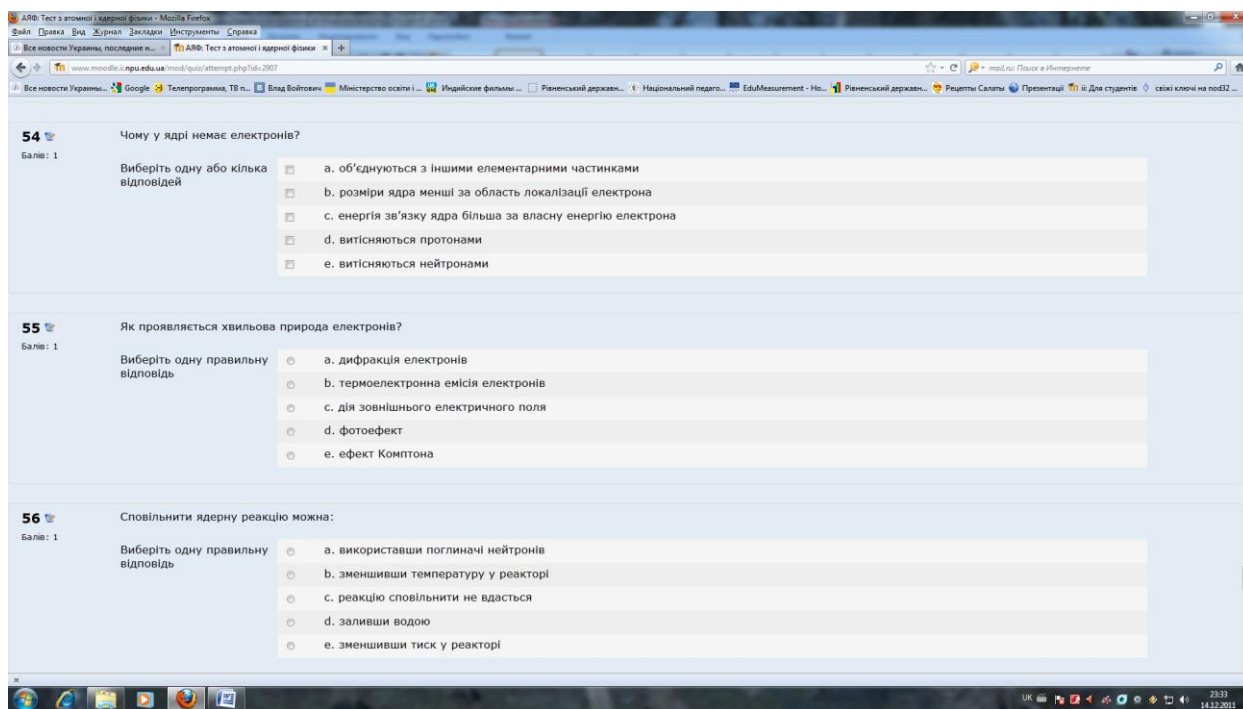 АЯФ: Тест з атомної і ядерної фізики - Mozilla Firefox
Файл Правка Вид Журнал Закладки Инструменты Справка
Все новости Украины, последние н... × АЯФ: Тест з атомної і ядерної фізики × +
www.moodle.ii.npu.edu.ua/mod/quiz/attempt.php?id=2907 mail.ru: Поиск в Интернете
Все новости Украины... Google Телепрограмма, ТВ п... Влад Войтович Міністерство освіти і ... Индийские фильмы ... Рівненський державн... Національний педаго... EduMeasurement - Ho... Рівненський державн... Рецепты Салаты Презентації ii: Для студентів свіжі ключі на nod32 ...
54 Чому у ядрі немає електронів?
Балів: 1
Виберіть одну або кілька відповідей
a. об’єднуються з іншими елементарними частинками
b. розміри ядра менші за область локалізації електрона
c. енергія зв’язку ядра більша за власну енергію електрона
d. витісняються протонами
e. витісняються нейтронами
55 Як проявляється хвильова природа електронів?
Балів: 1
Виберіть одну правильну відповідь
a. дифракція електронів
b. термоелектронна емісія електронів
c. дія зовнішнього електричного поля
d. фотоефект
e. ефект Комптона
56 Сповільнити ядерну реакцію можна:
Балів: 1
Виберіть одну правильну відповідь
a. використавши поглиначі нейтронів
b. зменшивши температуру у реакторі
c. реакцію сповільнити не вдасться
d. заливши водою
e. зменшивши тиск у реакторі
×
UK 23:33
14.12.2011